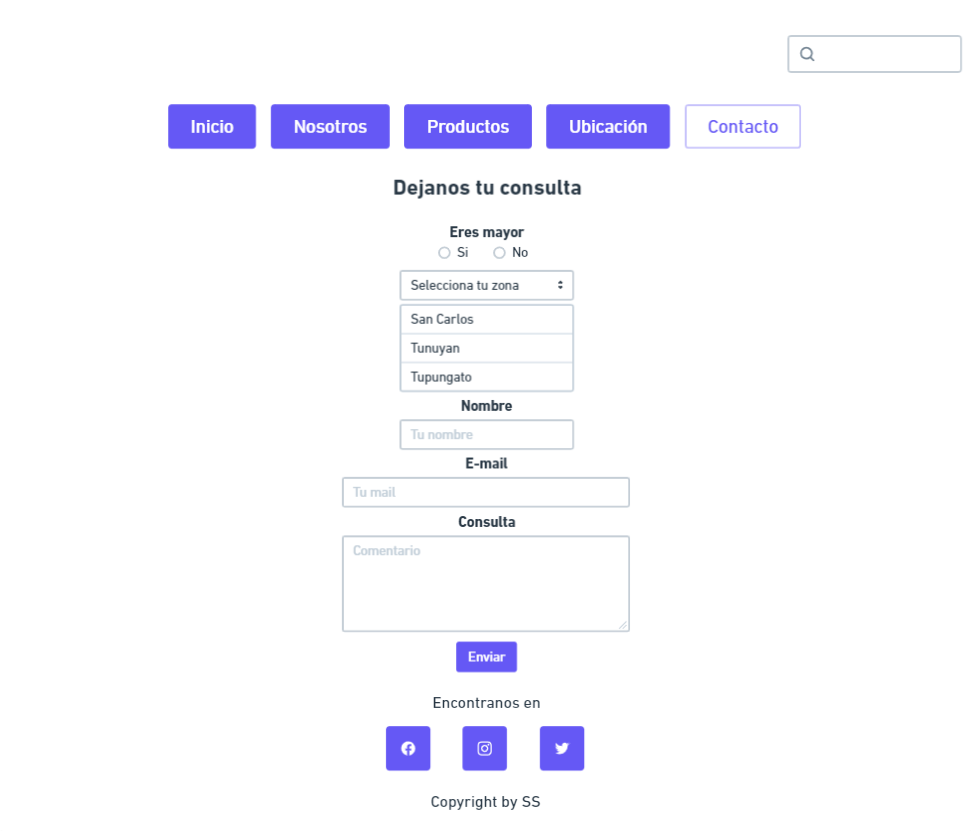 Inicio Nosotros Productos Ubicación Contacto
Dejanos tu consulta
Eres mayor
Si No
Selecciona tu zona
San Carlos
Tunuyan
Tupungato
Nombre
Tu nombre
E-mail
Tu mail
Consulta
Comentario
Enviar
Encontranos en
Copyright by SS